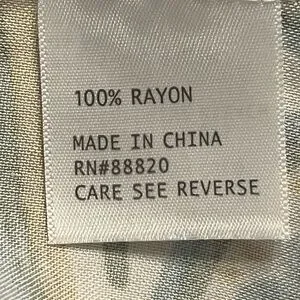 100% RAYON
MADE IN CHINA
RN#88820
CARE SEE REVERSE